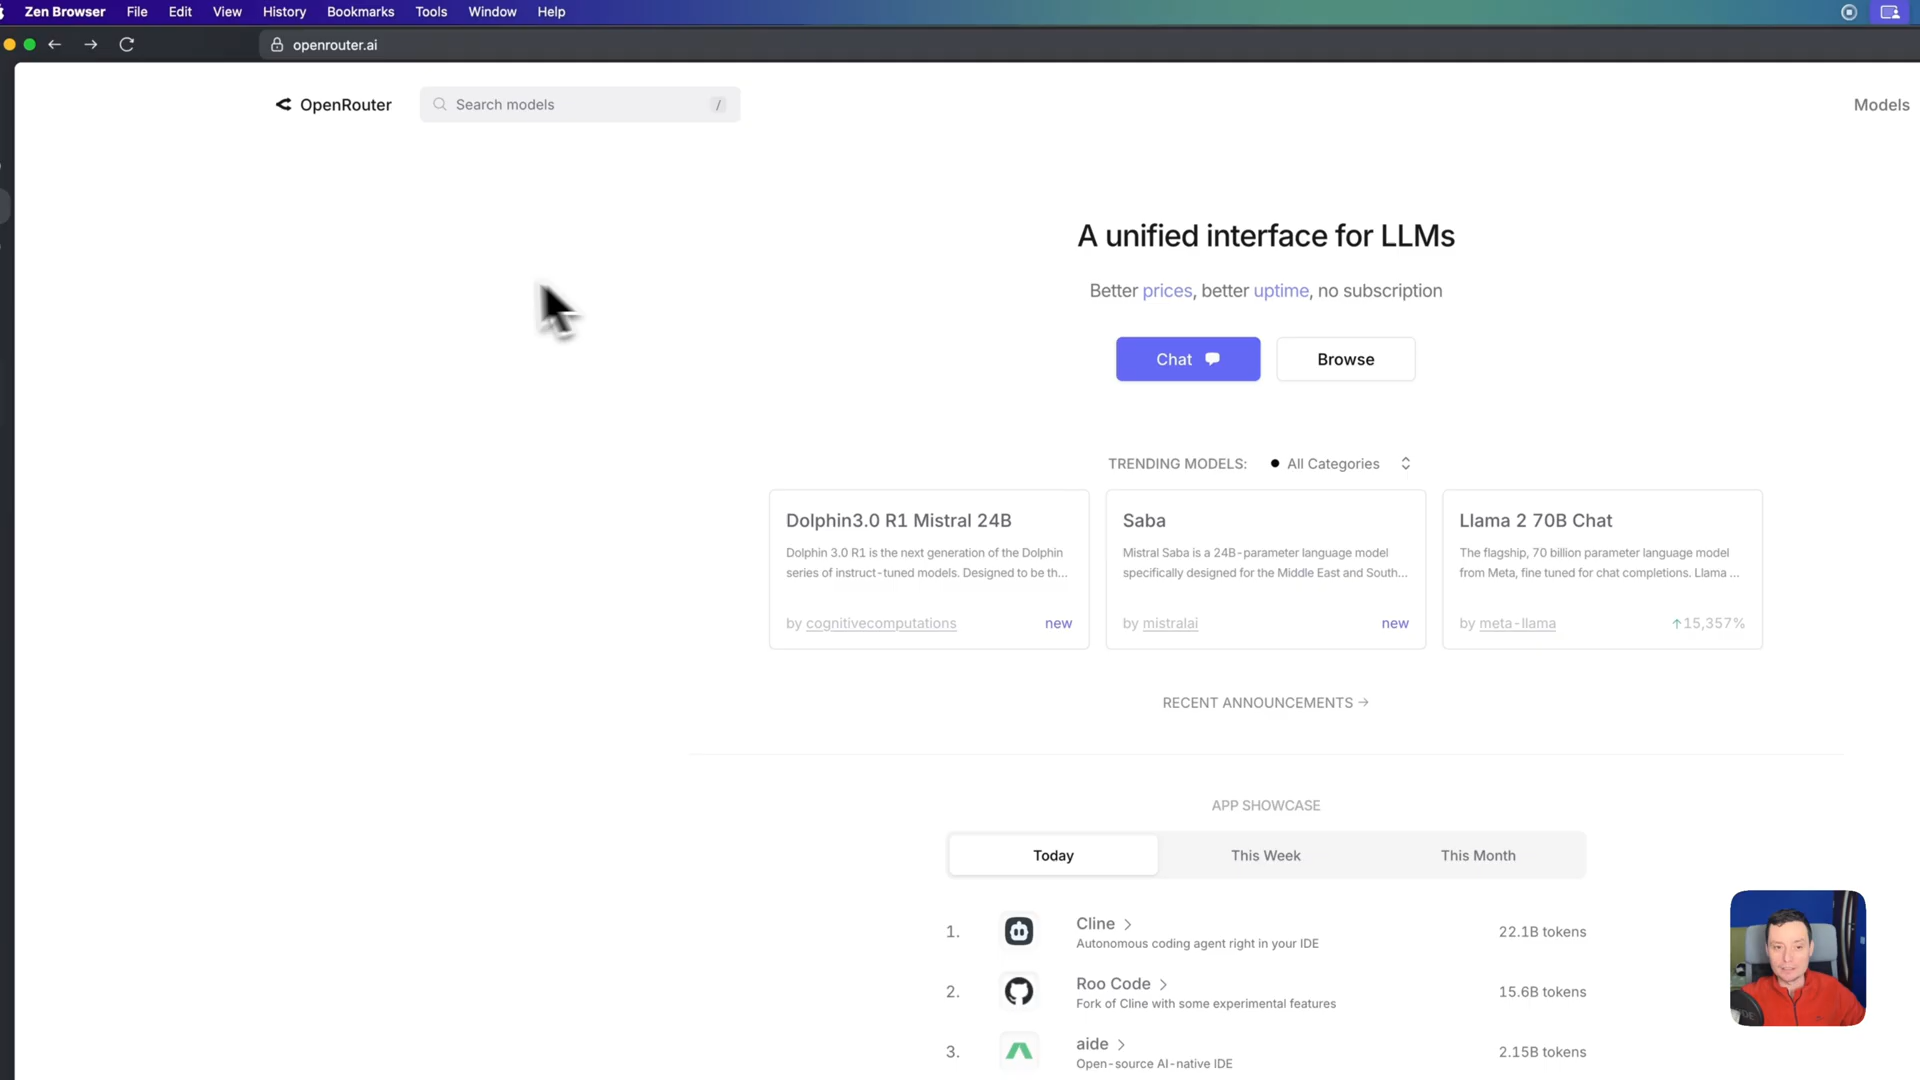 Zen Browser File Edit View History Bookmarks Tools Window Help
openrouter.ai
OpenRouter Search models / Models
A unified interface for LLMs
Better prices, better uptime, no subscription
Chat Browse
TRENDING MODELS: All Categories
Dolphin3.0 R1 Mistral 24B
Dolphin 3.0 R1 is the next generation of the Dolphin
series of instruct-tuned models. Designed to be th...
by cognitivecomputations new
Saba
Mistral Saba is a 24B-parameter language model
specifically designed for the Middle East and South...
by mistralai new
Llama 2 70B Chat
The flagship, 70 billion parameter language model
from Meta, fine tuned for chat completions. Llama ...
by meta-llama ↑15,357%
RECENT ANNOUNCEMENTS →
APP SHOWCASE
Today This Week This Month
1. Cline 22.1B tokens
Autonomous coding agent right in your IDE
2. Roo Code 15.6B tokens
Fork of Cline with some experimental features
3. aide 2.15B tokens
Open-source AI-native IDE